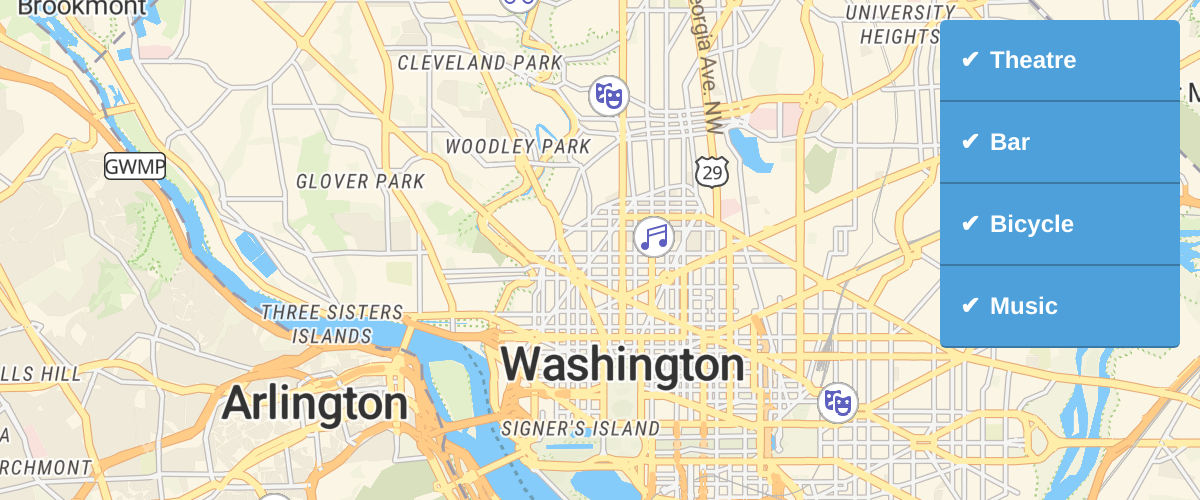 Brookmont
UNIVERSITY
HEIGHTS
CLEVELAND PARK
Georgia Ave. NW
WOODLEY PARK
GWMP
29
GLOVER PARK
THREE SISTERS
ISLANDS
Washington
LLS HILL
Arlington
SIGNER'S ISLAND
A
RCHMONT
M
✔ Theatre
✔ Bar
✔ Bicycle
✔ Music